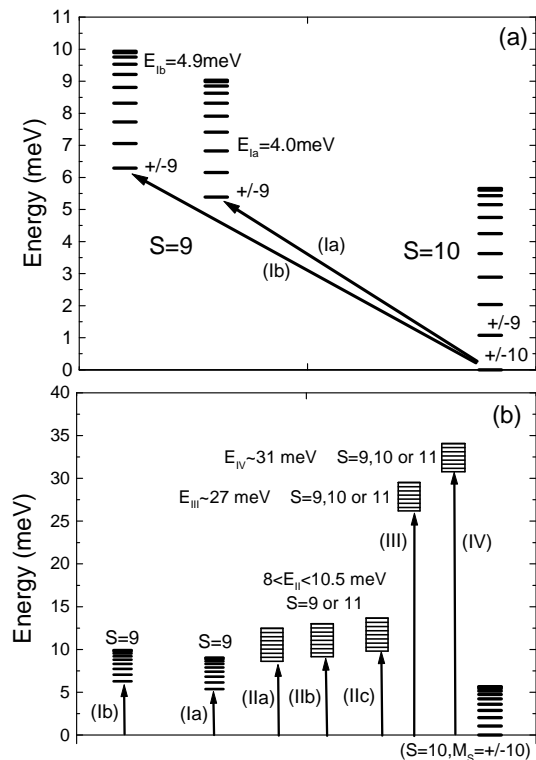 (a)
11
10
9
8
7
6
5
4
3
2
1
0
Energy (meV)
E_Ib=4.9meV
E_Ia=4.0meV
+/-9
+/-9
S=9
(Ib)
(Ia)
S=10
+/-9
+/-10
(b)
40
35
30
25
20
15
10
5
0
Energy (meV)
E_IV~31 meV S=9,10 or 11
E_III~27 meV S=9,10 or 11
(III)
(IV)
8<E_II<10.5 meV
S=9 or 11
S=9
S=9
(Ib)
(Ia)
(IIa)
(IIb)
(IIc)
(S=10,M_S=+/-10)